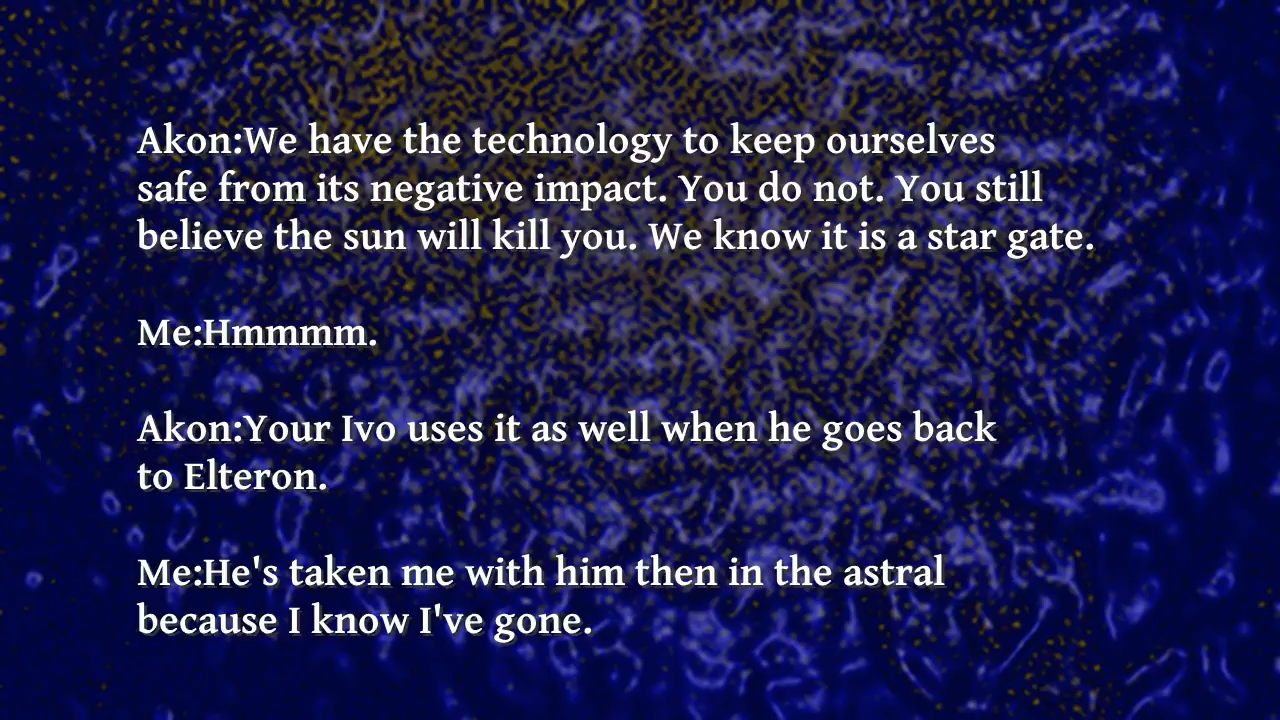 Akon:We have the technology to keep ourselves
safe from its negative impact. You do not. You still
believe the sun will kill you. We know it is a star gate.
Me:Hmmmm.
Akon:Your Ivo uses it as well when he goes back
to Elteron.
Me:He's taken me with him then in the astral
because I know I've gone.